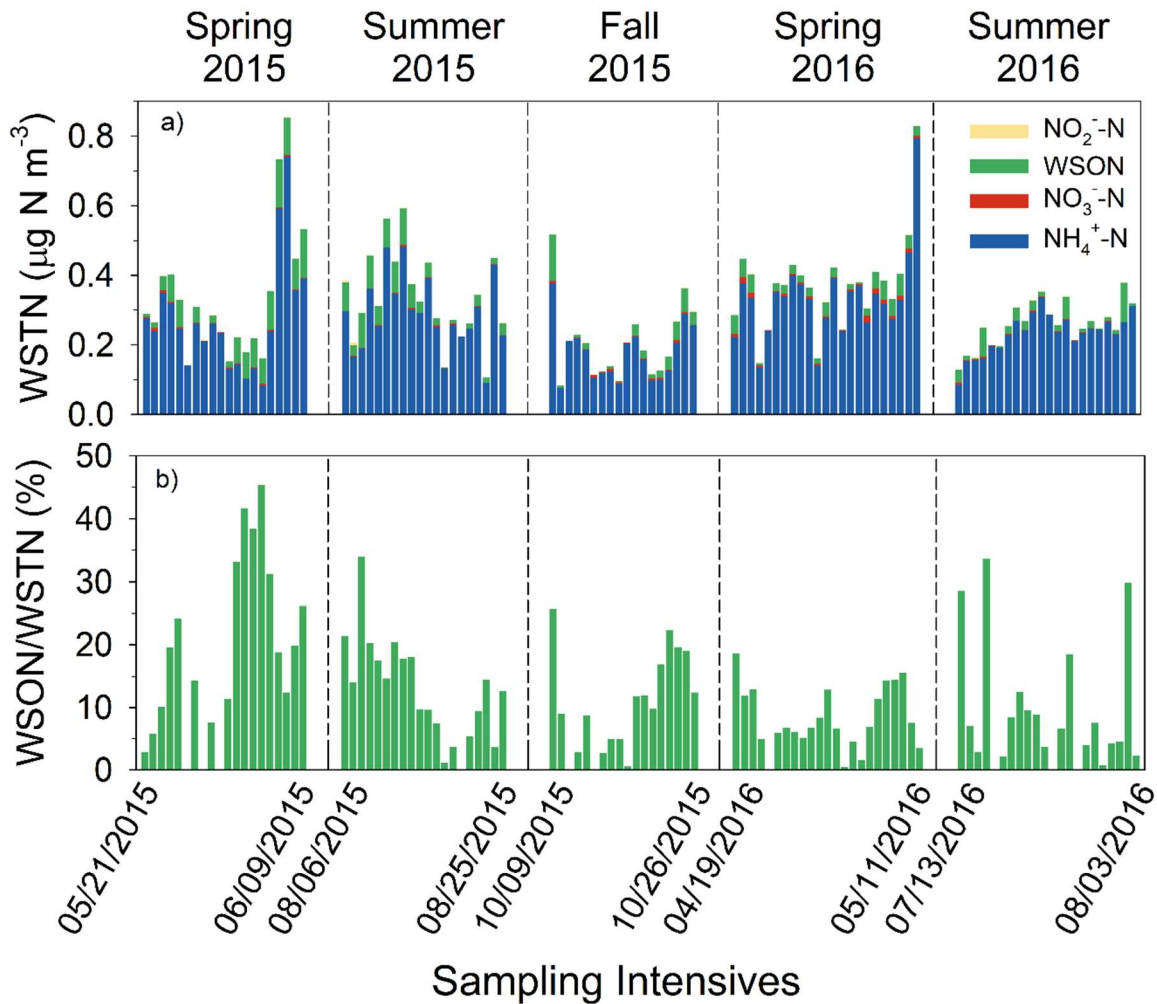 Spring Summer Fall Spring Summer
2015 2015 2015 2016 2016
a)
NO₂⁻-N
WSON
NO₃⁻-N
NH₄⁺-N
WSTN (µg N m⁻³)
0.8
0.6
0.4
0.2
0.0
b)
WSON/WSTN (%)
50
40
30
20
10
0
05/21/2015
06/09/2015
08/06/2015
08/25/2015
10/09/2015
10/26/2015
04/19/2016
05/11/2016
07/13/2016
08/03/2016
Sampling Intensives